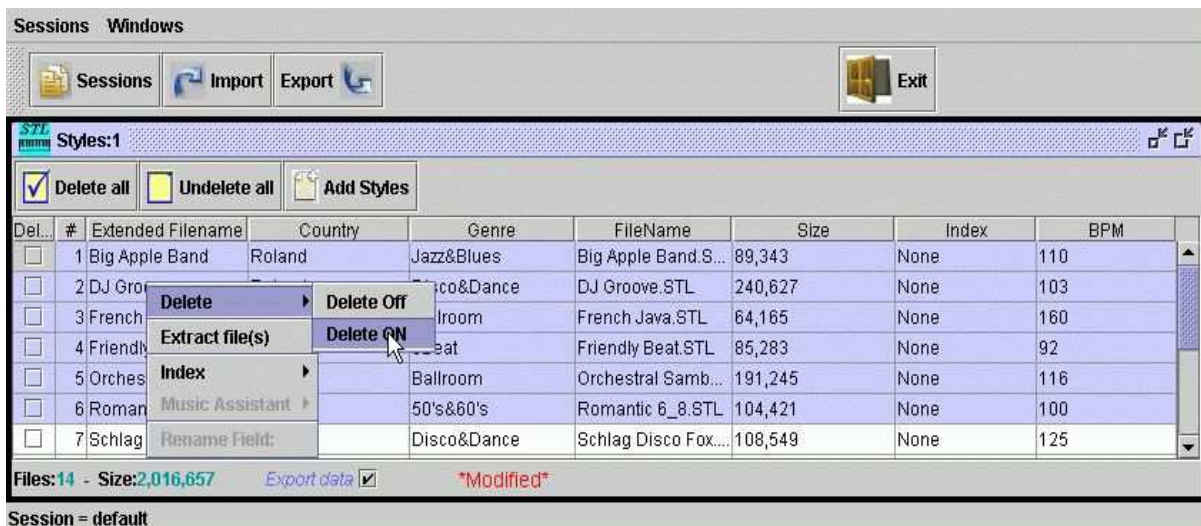 Sessions Windows
Sessions Import Export Exit
STL Styles:1
Delete all Undelete all Add Styles
Del... # Extended Filename Country Genre FileName Size Index BPM
1 Big Apple Band Roland Jazz&Blues Big Apple Band.S... 89,343 None 110
2 DJ Gro sco&Dance DJ Groove.STL 240,627 None 103
Delete Delete Off
3 French lroom French Java.STL 64,165 None 160
Extract file(s) Delete ON
4 Friendly eat Friendly Beat.STL 85,283 None 92
Index
5 Orches Ballroom Orchestral Samb... 191,245 None 116
Music Assistant
6 Roman 50's&60's Romantic 6_8.STL 104,421 None 100
Rename Field:
7 Schlag Disco&Dance Schlag Disco Fox.... 108,549 None 125
Files:14 - Size:2,016,657 Export data *Modified*
Session = default